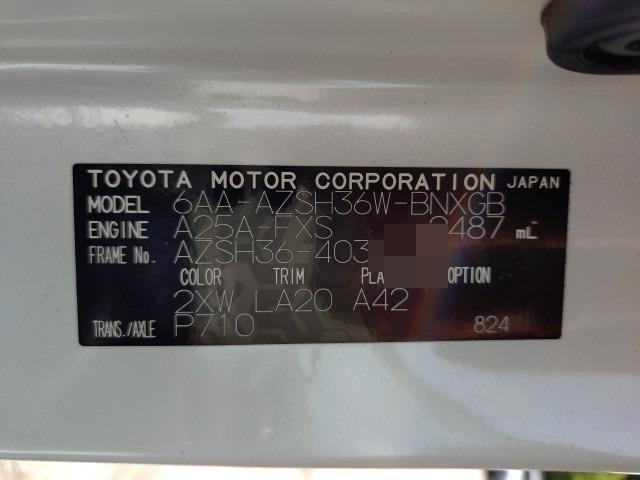 TOYOTA MOTOR CORPORATION JAPAN
MODEL 6AA-AZSH36W-BNXGB
ENGINE A25A-FXS 2487 mL
FRAME No. AZSH36-403
COLOR TRIM PLA OPTION
2XW LA20 A42
TRANS./AXLE P710 824